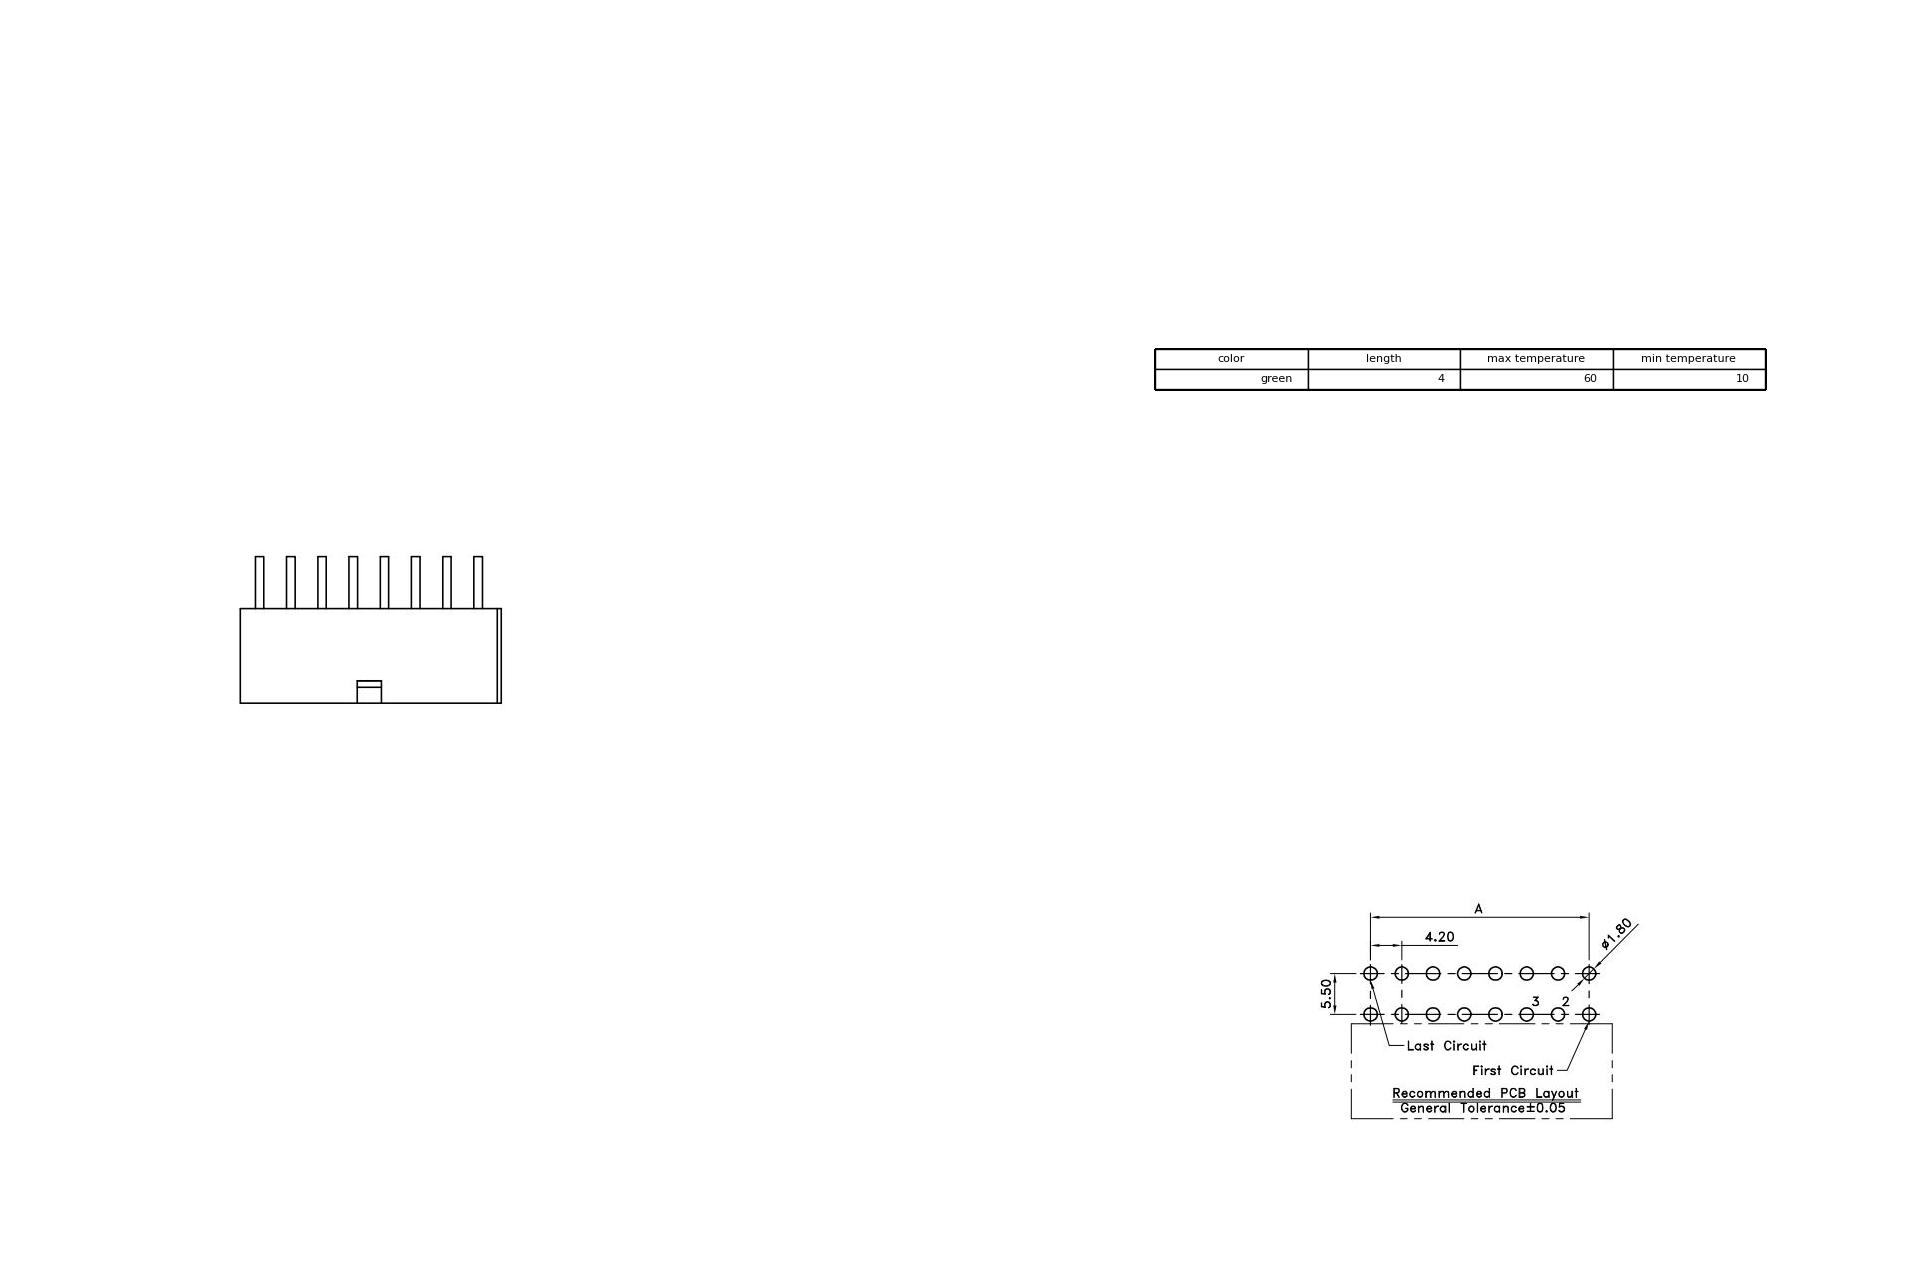 color length max temperature min temperature
green 4 60 10
A
4.20
ø1.80
5.50
3 2
Last Circuit
First Circuit
Recommended PCB Layout
General Tolerance±0.05